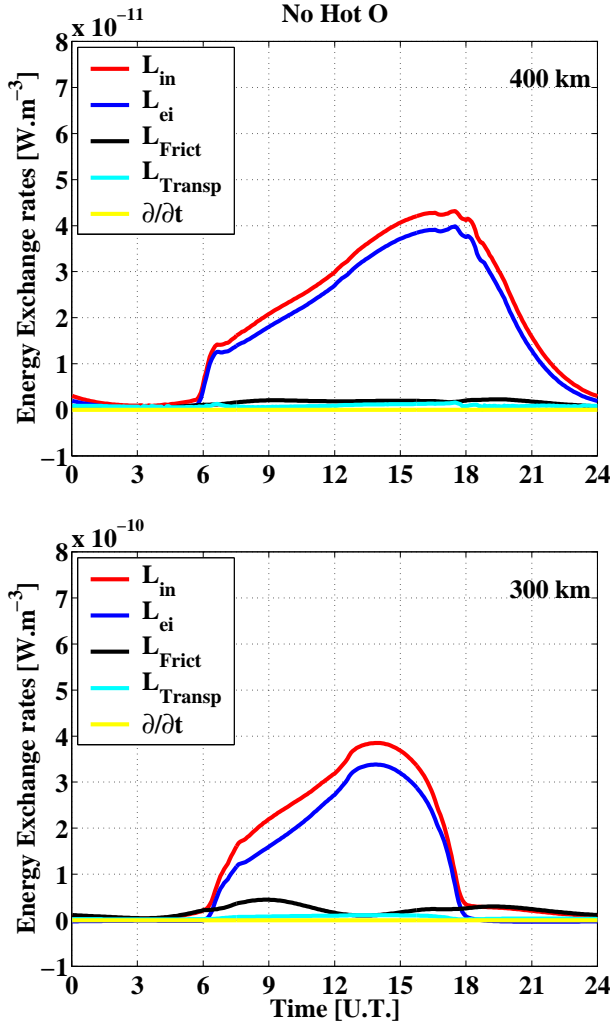 No Hot O
x 10⁻¹¹
8
7
6
5
4
3
2
1
0
−1
Energy Exchange rates [W.m⁻³]
L_in
L_ei
L_Frict
L_Transp
∂/∂t
400 km
0 3 6 9 12 15 18 21 24
x 10⁻¹⁰
8
7
6
5
4
3
2
1
0
−1
Energy Exchange rates [W.m⁻³]
L_in
L_ei
L_Frict
L_Transp
∂/∂t
300 km
0 3 6 9 12 15 18 21 24
Time [U.T.]